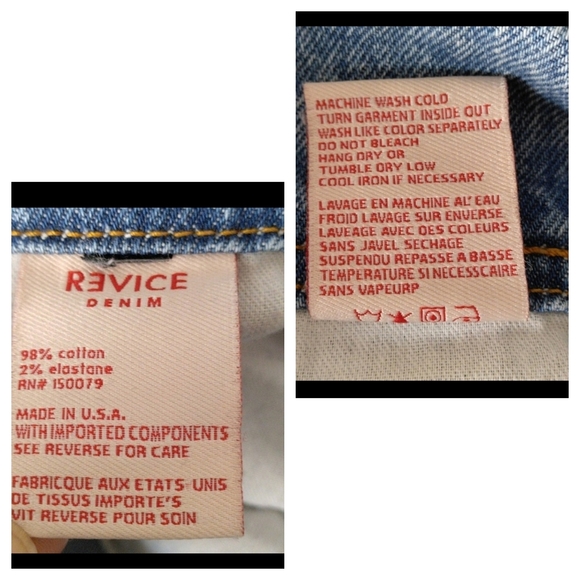 RƎVICE
DENIM
98% cotton
2% elastane
RN# 150079
MADE IN U.S.A.
WITH IMPORTED COMPONENTS
SEE REVERSE FOR CARE
FABRICQUE AUX ETATS UNIS
DE TISSUS IMPORTE'S
VIT REVERSE POUR SOIN
MACHINE WASH COLD
TURN GARMENT INSIDE OUT
WASH LIKE COLOR SEPARATELY
DO NOT BLEACH
HANG DRY OR
TUMBLE DRY LOW
COOL IRON IF NECESSARY
LAVAGE EN MACHINE AL' EAU
FROID LAVAGE SUR ENVERSE
LAVEAGE AVEC DES COULEURS
SANS JAVEL SECHAGE
SUSPENDU REPASSE A BASSE
TEMPERATURE SI NECESSCAIRE
SANS VAPEURP